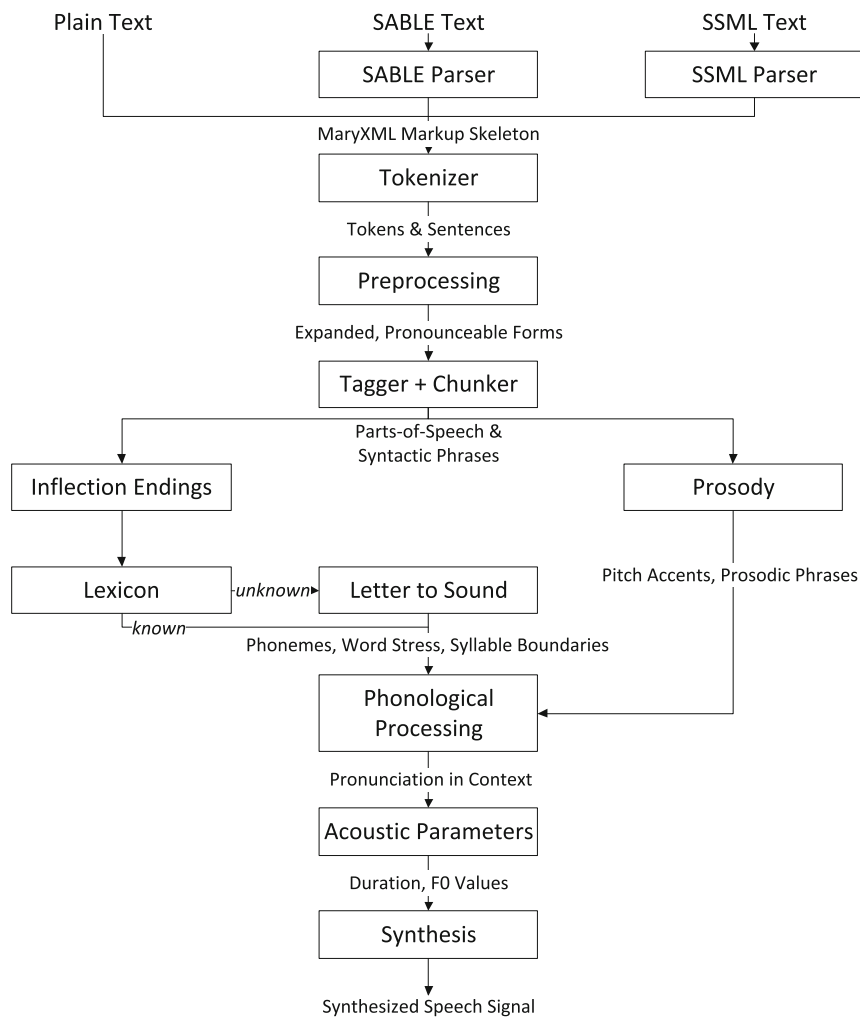 Plain Text
SABLE Text
SSML Text
SABLE Parser
SSML Parser
MaryXML Markup Skeleton
Tokenizer
Tokens & Sentences
Preprocessing
Expanded, Pronounceable Forms
Tagger + Chunker
Parts-of-Speech &
Syntactic Phrases
Inflection Endings
Prosody
Lexicon
unknown
Letter to Sound
Pitch Accents, Prosodic Phrases
known
Phonemes, Word Stress, Syllable Boundaries
Phonological
Processing
Pronunciation in Context
Acoustic Parameters
Duration, F0 Values
Synthesis
Synthesized Speech Signal